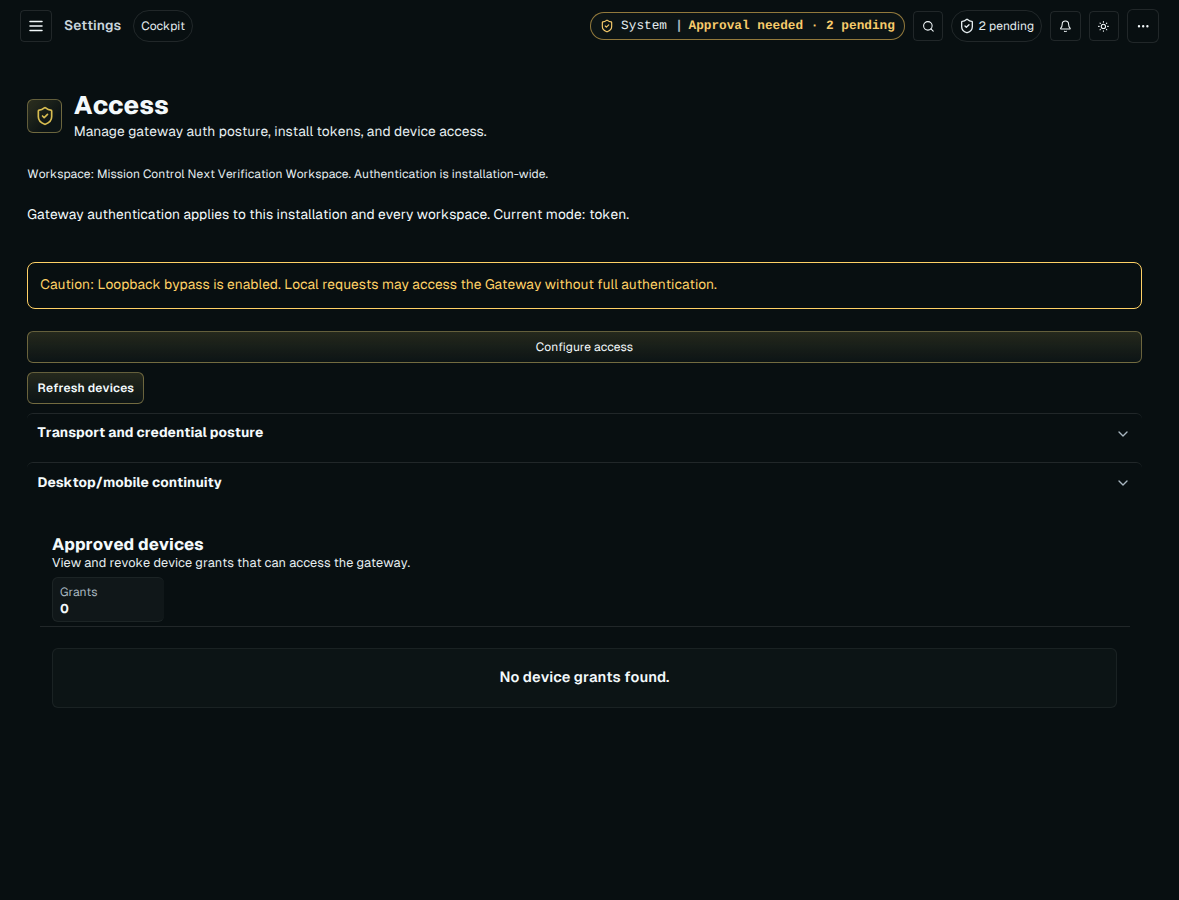 Settings
Cockpit
System | Approval needed · 2 pending
2 pending
Access
Manage gateway auth posture, install tokens, and device access.
Workspace: Mission Control Next Verification Workspace. Authentication is installation-wide.
Gateway authentication applies to this installation and every workspace. Current mode: token.
Caution: Loopback bypass is enabled. Local requests may access the Gateway without full authentication.
Configure access
Refresh devices
Transport and credential posture
Desktop/mobile continuity
Approved devices
View and revoke device grants that can access the gateway.
Grants
0
No device grants found.